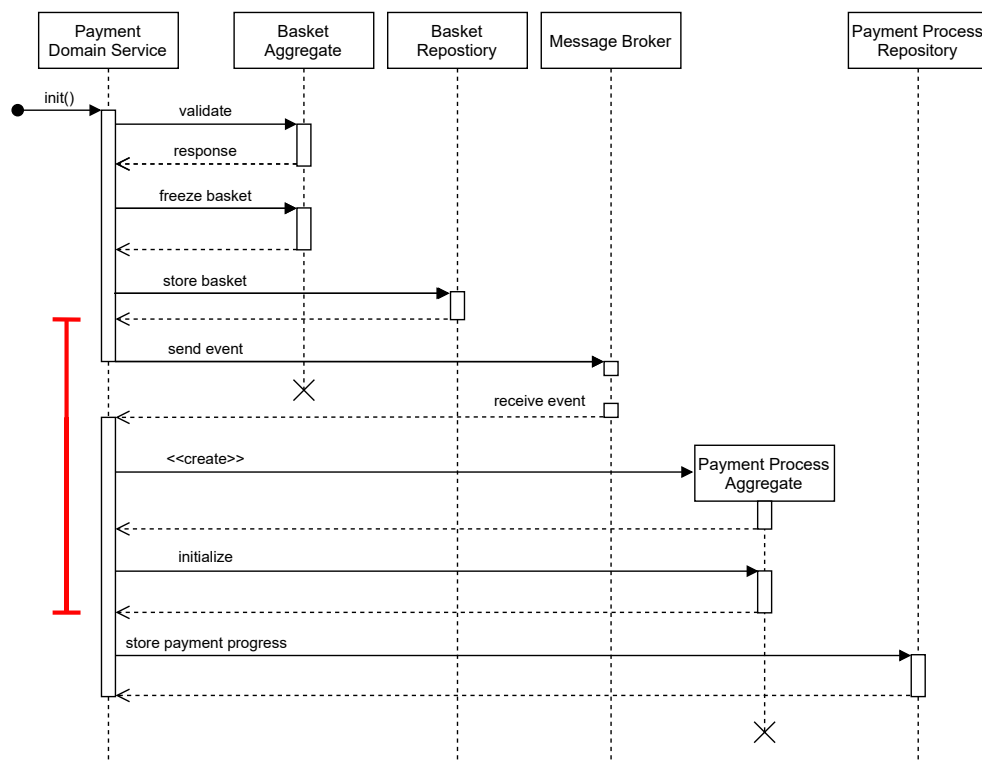 Payment
Domain Service
Basket
Aggregate
Basket
Repostiory
Message Broker
Payment Process
Repository
init()
validate
response
freeze basket
store basket
send event
receive event
<<create>>
Payment Process
Aggregate
initialize
store payment progress